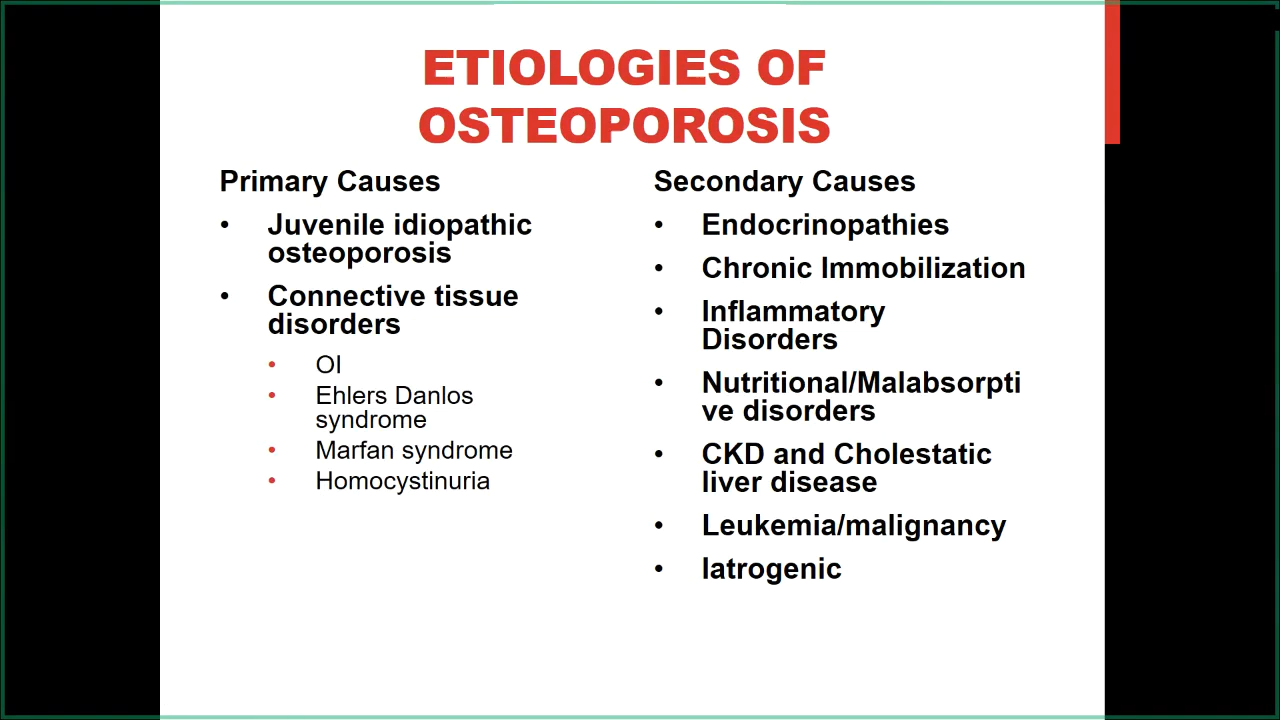 ETIOLOGIES OF
OSTEOPOROSIS
Primary Causes
• Juvenile idiopathic
osteoporosis
• Connective tissue
disorders
• OI
• Ehlers Danlos
syndrome
• Marfan syndrome
• Homocystinuria
Secondary Causes
• Endocrinopathies
• Chronic Immobilization
• Inflammatory
Disorders
• Nutritional/Malabsorpti
ve disorders
• CKD and Cholestatic
liver disease
• Leukemia/malignancy
• Iatrogenic